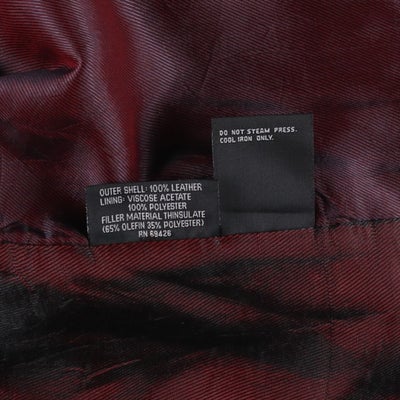 DO NOT STEAM PRESS.
COOL IRON ONLY.
OUTER SHELL: 100% LEATHER
LINING: VISCOSE ACETATE
100% POLYESTER
FILLER MATERIAL THINSULATE
(65% OLEFIN 35% POLYESTER)
RN 69426